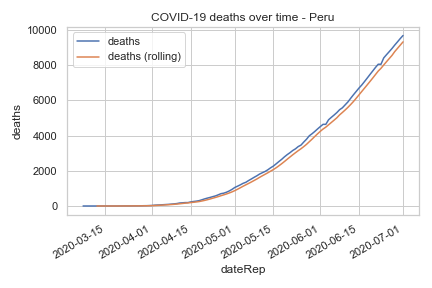 COVID-19 deaths over time - Peru
10000
8000
6000
4000
2000
0
deaths
deaths
deaths (rolling)
2020-03-15
2020-04-01
2020-04-15
2020-05-01
2020-05-15
2020-06-01
2020-06-15
2020-07-01
dateRep